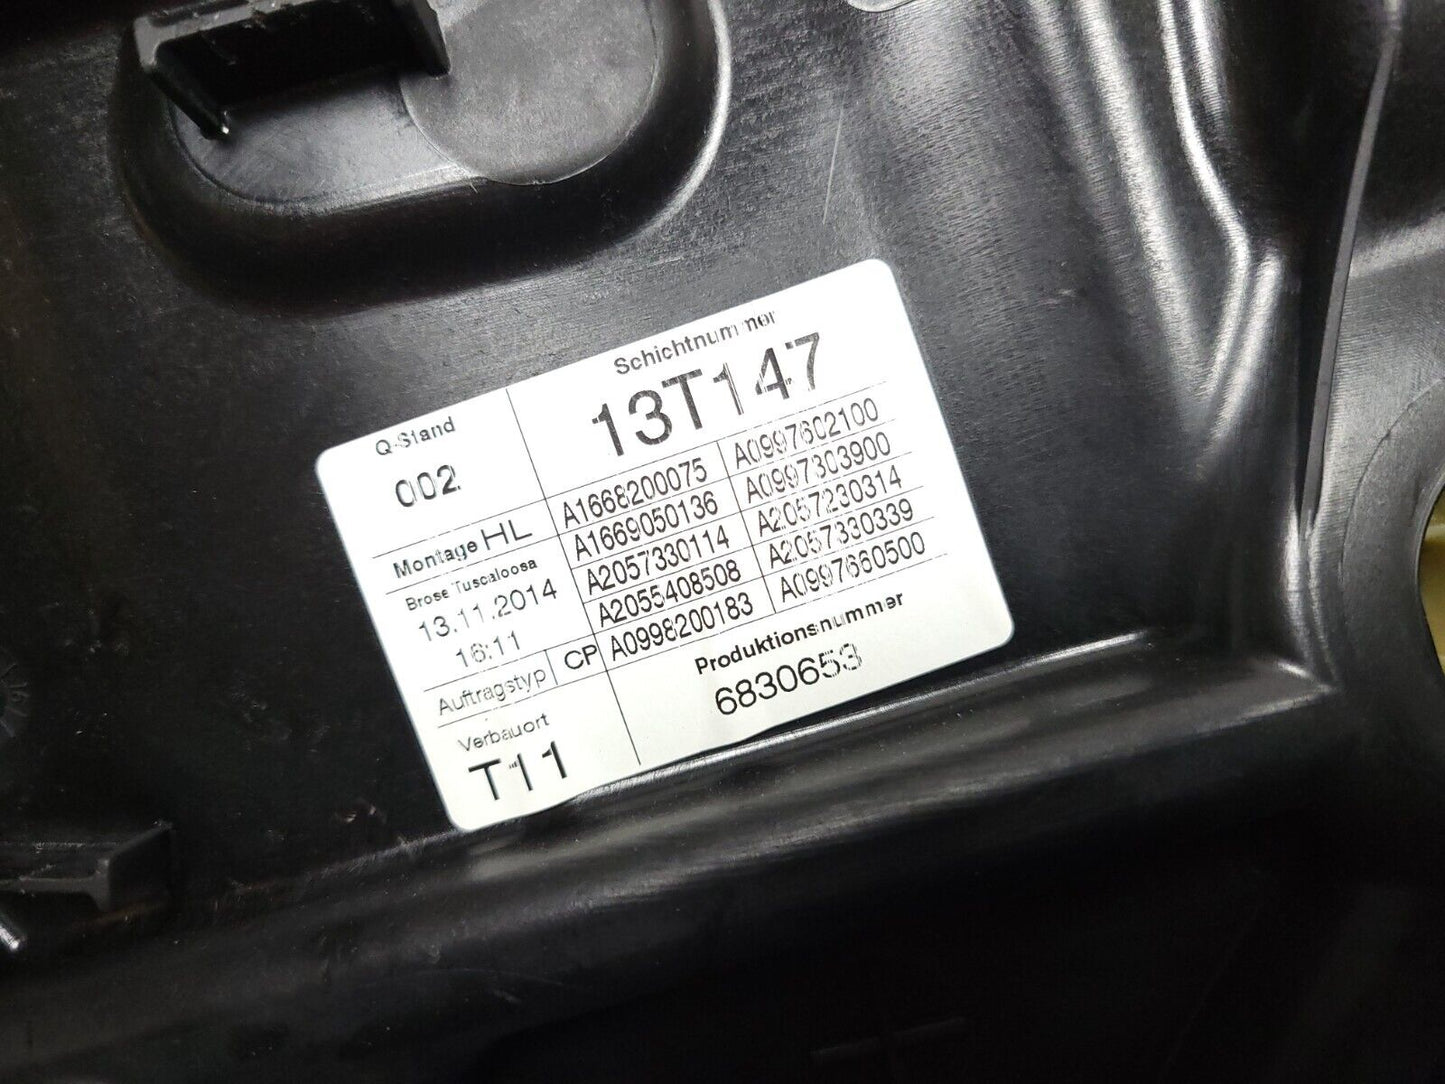 Q-Stand
Schichtnummer
002
13T147
Montage HL
A1668200075 A0997602100
A1669050136 A0997303900
A2057330114 A2057230314
A2055408508 A2057330339
A0998200183 A0997660500
Brose Tuscaloosa
13.11.2014
16:11
Auftragstyp CP
Produktionsnummer
6830653
Verbauort
T11